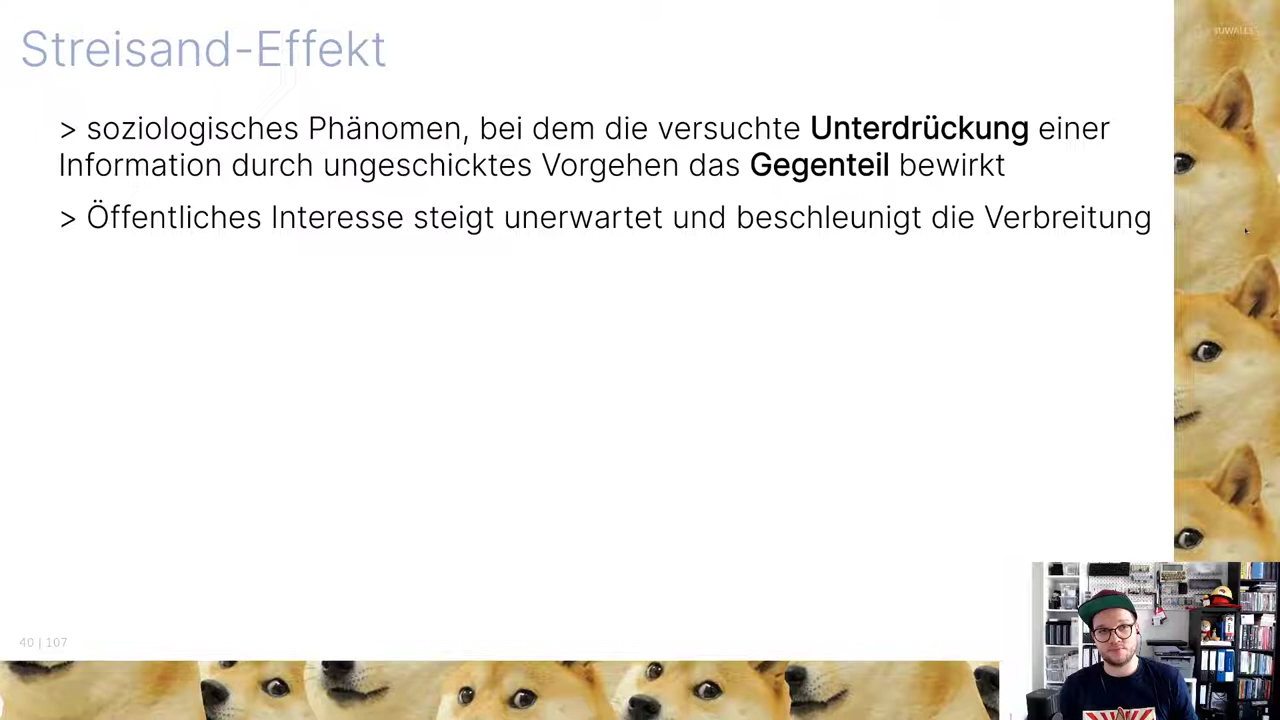 Streisand-Effekt
> soziologisches Phänomen, bei dem die versuchte Unterdrückung einer
Information durch ungeschicktes Vorgehen das Gegenteil bewirkt
> Öffentliches Interesse steigt unerwartet und beschleunigt die Verbreitung
40 | 107